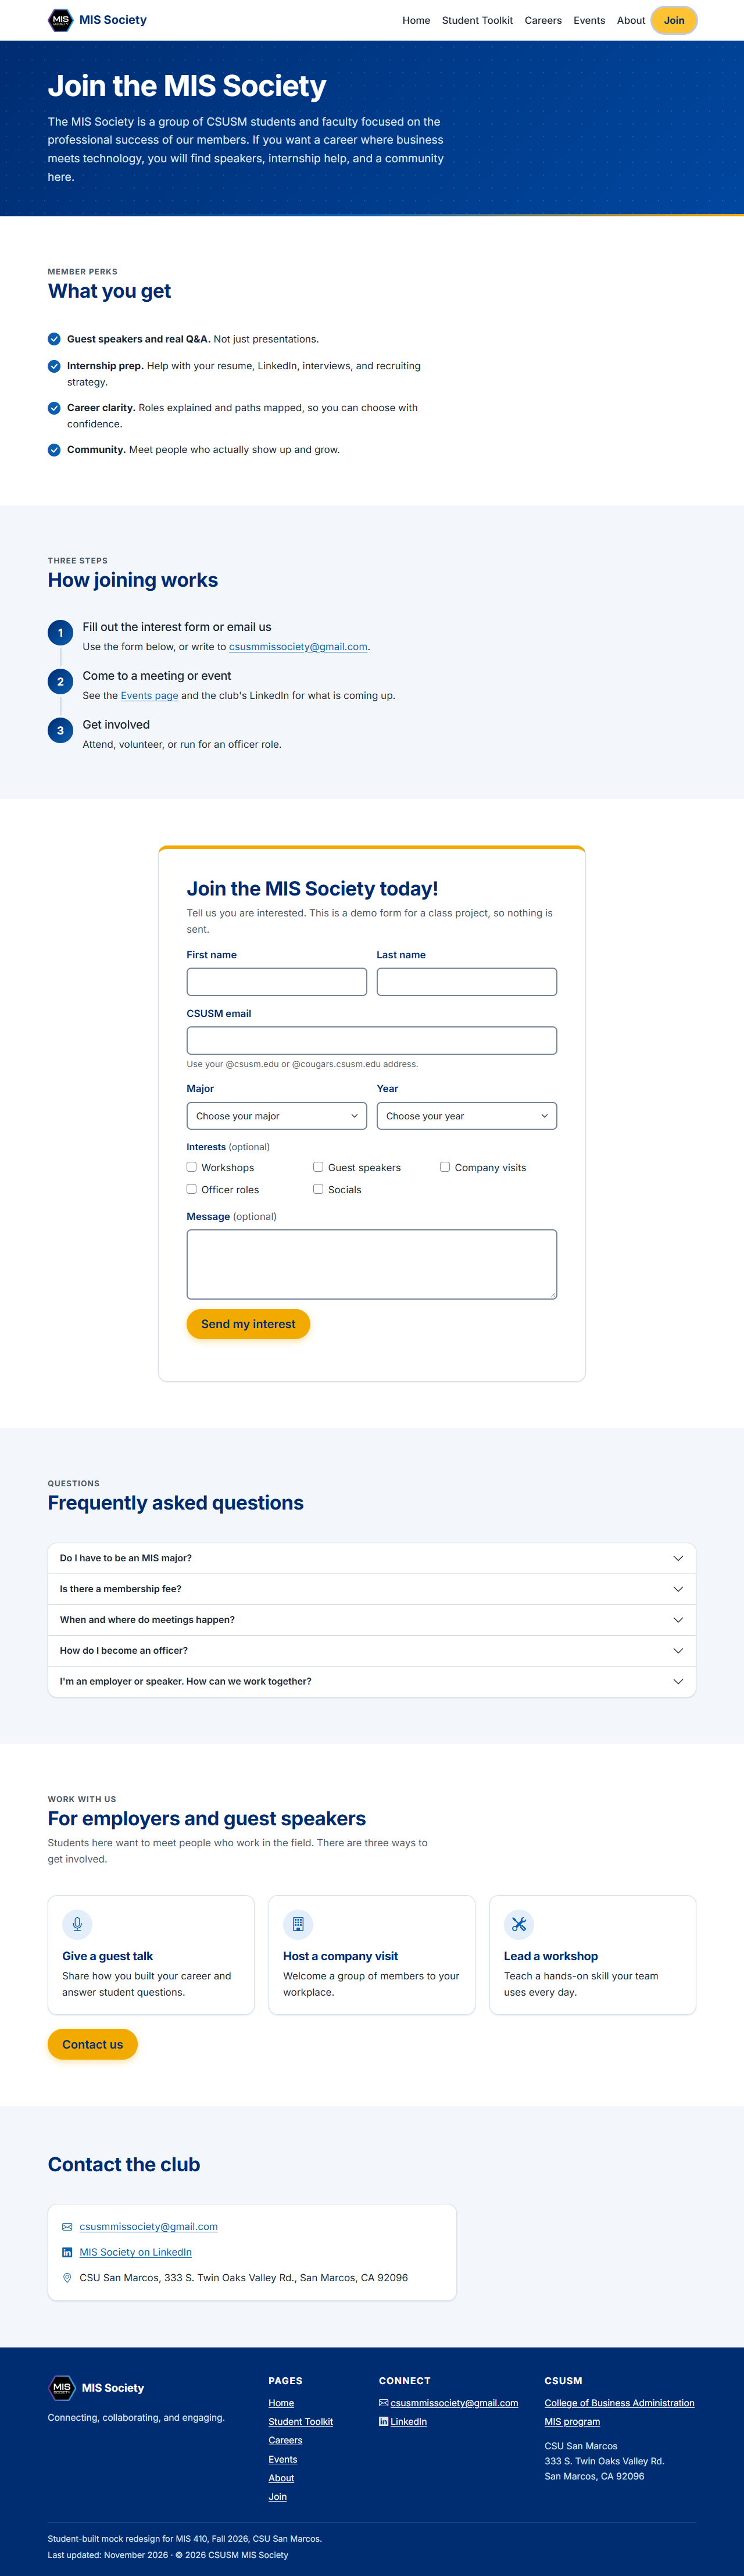 MIS SOCIETY MIS Society
Home Student Toolkit Careers Events About Join
Join the MIS Society
The MIS Society is a group of CSUSM students and faculty focused on the
professional success of our members. If you want a career where business
meets technology, you will find speakers, internship help, and a community
here.
MEMBER PERKS
What you get
Guest speakers and real Q&A. Not just presentations.
Internship prep. Help with your resume, LinkedIn, interviews, and recruiting
strategy.
Career clarity. Roles explained and paths mapped, so you can choose with
confidence.
Community. Meet people who actually show up and grow.
THREE STEPS
How joining works
1 Fill out the interest form or email us
Use the form below, or write to csusmmissociety@gmail.com.
2 Come to a meeting or event
See the Events page and the club's LinkedIn for what is coming up.
3 Get involved
Attend, volunteer, or run for an officer role.
Join the MIS Society today!
Tell us you are interested. This is a demo form for a class project, so nothing is
sent.
First name Last name
CSUSM email
Use your @csusm.edu or @cougars.csusm.edu address.
Major Year
Choose your major Choose your year
Interests (optional)
Workshops Guest speakers Company visits
Officer roles Socials
Message (optional)
Send my interest
QUESTIONS
Frequently asked questions
Do I have to be an MIS major?
Is there a membership fee?
When and where do meetings happen?
How do I become an officer?
I'm an employer or speaker. How can we work together?
WORK WITH US
For employers and guest speakers
Students here want to meet people who work in the field. There are three ways to
get involved.
Give a guest talk
Share how you built your career and
answer student questions.
Host a company visit
Welcome a group of members to your
workplace.
Lead a workshop
Teach a hands-on skill your team
uses every day.
Contact us
Contact the club
csusmmissociety@gmail.com
in MIS Society on LinkedIn
CSU San Marcos, 333 S. Twin Oaks Valley Rd., San Marcos, CA 92096
MIS SOCIETY MIS Society
Connecting, collaborating, and engaging.
PAGES
Home
Student Toolkit
Careers
Events
About
Join
CONNECT
csusmmissociety@gmail.com
in LinkedIn
CSUSM
College of Business Administration
MIS program
CSU San Marcos
333 S. Twin Oaks Valley Rd.
San Marcos, CA 92096
Student-built mock redesign for MIS 410, Fall 2026, CSU San Marcos.
Last updated: November 2026 · © 2026 CSUSM MIS Society